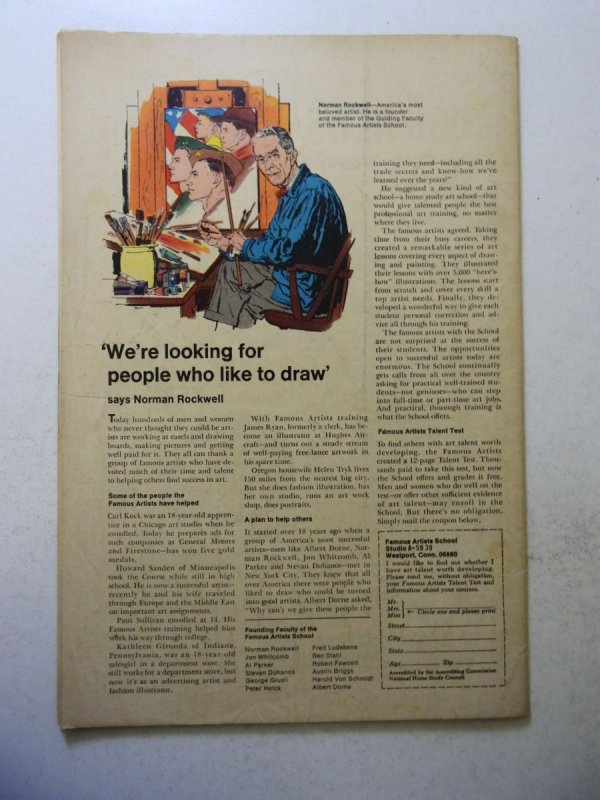 Norman Rockwell—America's most
beloved artist. He is a founder
and member of the Guiding Faculty
of the Famous Artists School.
'We're looking for
people who like to draw'
says Norman Rockwell
Today hundreds of men and women
who never thought they could be art-
ists are working at easels and drawing
boards, making pictures and getting
well paid for it. They all can thank a
group of famous artists who have de-
voted much of their time and talent
to helping others find success in art.
Some of the people the
Famous Artists have helped
Carl Kock was an 18-year-old appren-
tice in a Chicago art studio when he
enrolled. Today he prepares ads for
such companies as General Motors
and Firestone—has won five gold
medals.
Howard Sanden of Minneapolis
took the Course while still in high
school. He is now a successful artist—
recently he and his wife traveled
through Europe and the Middle East
on important art assignments.
Paul Sullivan enrolled at 14. His
Famous Artists training helped him
work his way through college.
Kathleen Gironda of Indiana,
Pennsylvania, was an 18-year-old
salesgirl in a department store. She
still works for a department store, but
now it's as an advertising artist and
fashion illustrator.
With Famous Artists training
James Ryan, formerly a clerk, has be-
come an illustrator at Hughes Air-
craft—and turns out a steady stream
of well-paying free-lance artwork in
his spare time.
Oregon housewife Helen Tryk lives
150 miles from the nearest big city.
But she does fashion illustration, has
her own studio, runs an art work
shop, does portraits.
A plan to help others
It started over 18 years ago when a
group of America's most successful
artists—men like Albert Dorne, Nor-
man Rockwell, Jon Whitcomb, Al
Parker and Stevan Dohanos—met in
New York City. They knew that all
over America there were people who
liked to draw who could be turned
into good artists. Albert Dorne asked,
"Why can't we give these people the
Founding Faculty of the
Famous Artists School
Norman Rockwell
Jon Whitcomb
Al Parker
Stevan Dohanos
George Giusti
Peter Helck
Fred Ludekens
Ben Stahl
Robert Fawcett
Austin Briggs
Harold Von Schmidt
Albert Dorne
training they need—including all the
trade secrets and know-how we've
learned over the years?"
He suggested a new kind of art
school—a home study art school—that
would give talented people the best
professional art training, no matter
where they live.
The famous artists agreed. Taking
time from their busy careers, they
created a remarkable series of art
lessons covering every aspect of draw-
ing and painting. They illustrated
their lessons with over 5,000 "here's-
how" illustrations. The lessons start
from scratch and cover every skill a
top artist needs. Finally, they de-
veloped a wonderful way to give each
student personal correction and ad-
vice all through his training.
The famous artists with the School
are not surprised at the success of
their students. The opportunities
open to successful artists today are
enormous. The School continually
gets calls from all over the country
asking for practical well-trained stu-
dents—not geniuses—who can step
into full-time or part-time art jobs.
And practical, thorough training is
what the School offers.
Famous Artists Talent Test
To find others with art talent worth
developing, the Famous Artists
created a 12-page Talent Test. Thou-
sands paid to take this test, but now
the School offers and grades it free.
Men and women who do well on the
test—or offer other sufficient evidence
of art talent—may enroll in the
School. But there's no obligation.
Simply mail the coupon below.
Famous Artists School
Studio A-5939
Westport, Conn. 06880
I would like to find out whether I
have art talent worth developing.
Please send me, without obligation,
your Famous Artists Talent Test and
information about your courses.
Mr.
Mrs. ← Circle one and please print
Miss
Street
City
State
Age Zip
Accredited by the Accrediting Commission
National Home Study Council